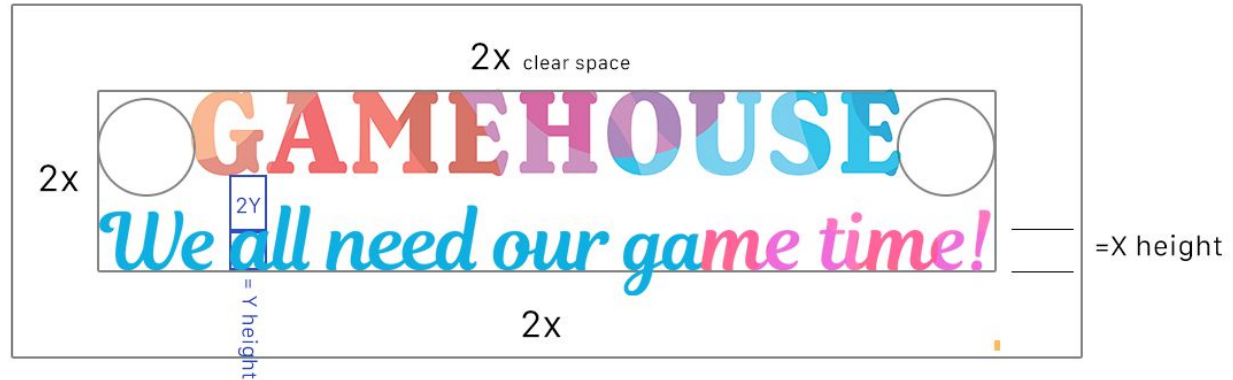 2x clear space
GAMEHOUSE
2x
2Y
We all need our game time!
=X height
= Y height
2x